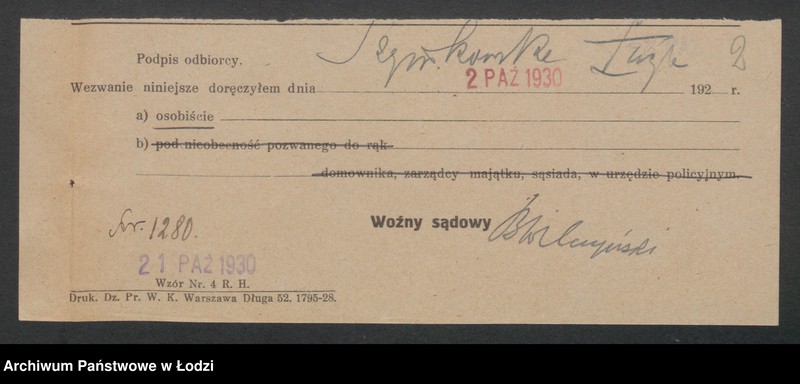 Podpis odbiorcy.
Wezwanie niniejsze doręczyłem dnia 2 PAŹ 1930 192 r.
a) osobiście
b) pod nieobecność pozwanego do rąk
domownika, zarządcy majątku, sąsiada, w urzędzie policyjnym.
Woźny sądowy
Nr. 1280.
21 PAŹ 1930
Wzór Nr. 4 R. H.
Druk. Dz. Pr. W. K. Warszawa Długa 52. 1795-28.
Archiwum Państwowe w Łodzi